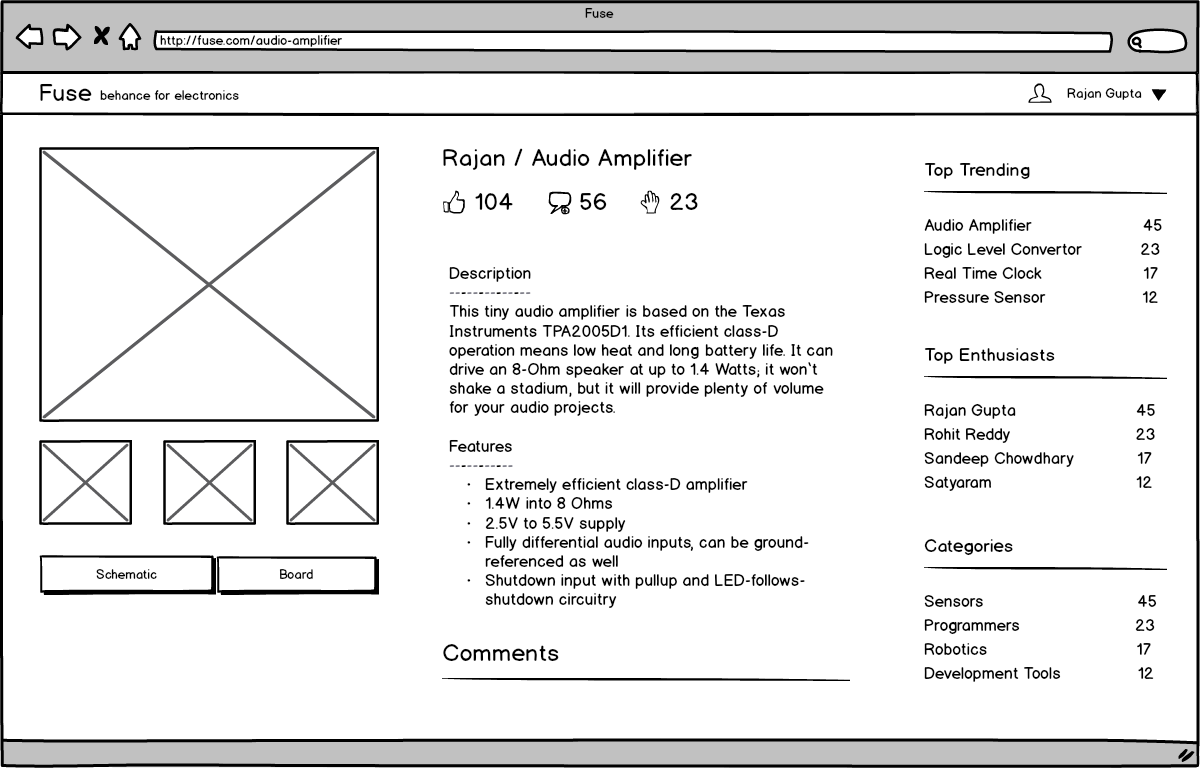 Fuse
http://fuse.com/audio-amplifier
Fuse behance for electronics
Rajan Gupta
Schematic
Board
Rajan / Audio Amplifier
104 56 23
Description
This tiny audio amplifier is based on the Texas
Instruments TPA2005D1. Its efficient class-D
operation means low heat and long battery life. It can
drive an 8-Ohm speaker at up to 1.4 Watts; it won`t
shake a stadium, but it will provide plenty of volume
for your audio projects.
Features
· Extremely efficient class-D amplifier
· 1.4W into 8 Ohms
· 2.5V to 5.5V supply
· Fully differential audio inputs, can be ground-
referenced as well
· Shutdown input with pullup and LED-follows-
shutdown circuitry
Comments
Top Trending
Audio Amplifier 45
Logic Level Convertor 23
Real Time Clock 17
Pressure Sensor 12
Top Enthusiasts
Rajan Gupta 45
Rohit Reddy 23
Sandeep Chowdhary 17
Satyaram 12
Categories
Sensors 45
Programmers 23
Robotics 17
Development Tools 12